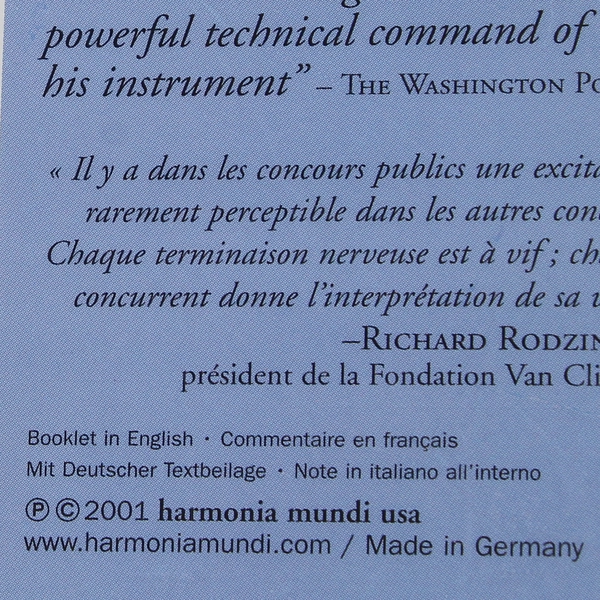 powerful technical command of
his instrument” – THE WASHINGTON
« Il y a dans les concours publics une
rarement perceptible dans les autres
Chaque terminaison nerveuse est à vif ;
concurrent donne l’interprétation de sa
–RICHARD
président de la Fondation Van
Booklet in English · Commentaire en français
Mit Deutscher Textbeilage · Note in italiano all’interno
℗ © 2001 harmonia mundi usa
www.harmoniamundi.com / Made in Germany